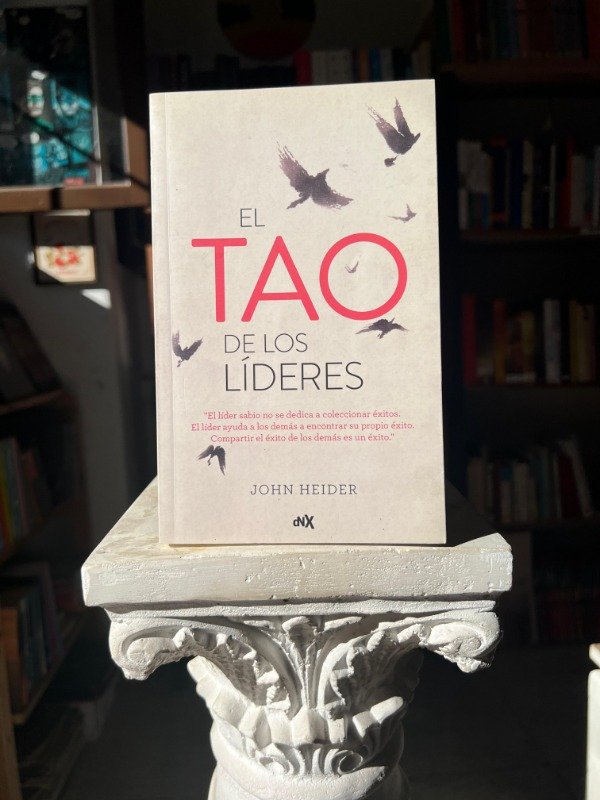 EL
TAO
DE LOS
LÍDERES
"El líder sabio no se dedica a coleccionar éxitos.
El líder ayuda a los demás a encontrar su propio éxito.
Compartir el éxito de los demás es un éxito."
JOHN HEIDER
dNX